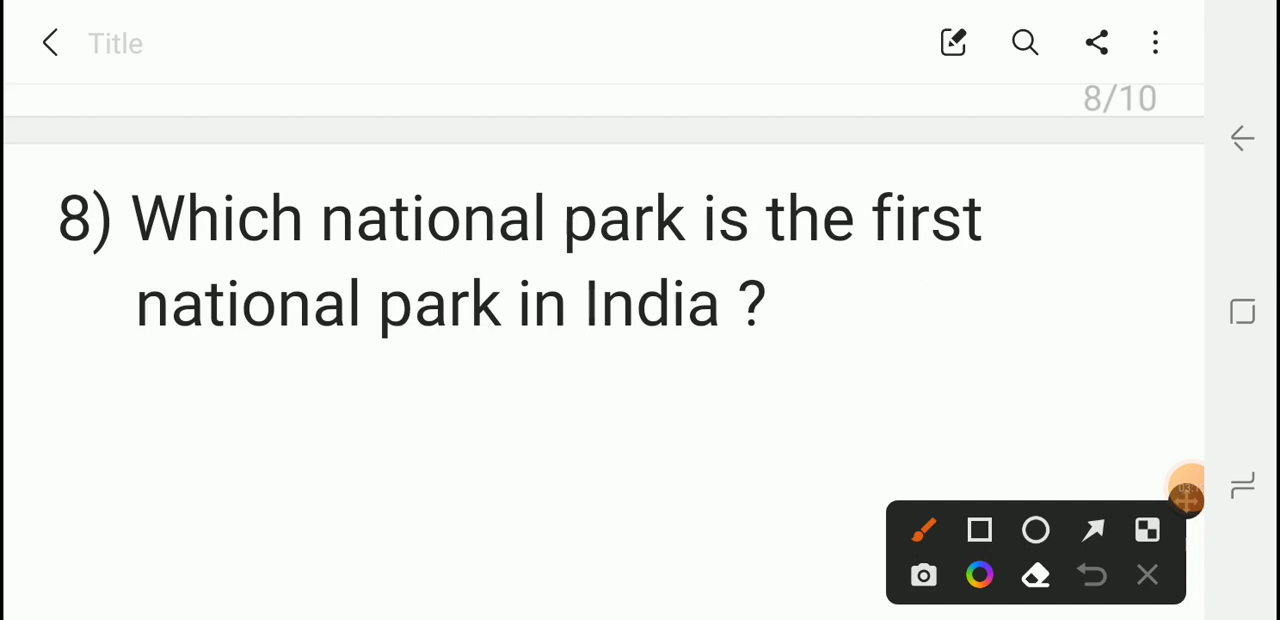 Title
8/10
8) Which national park is the first
national park in India ?